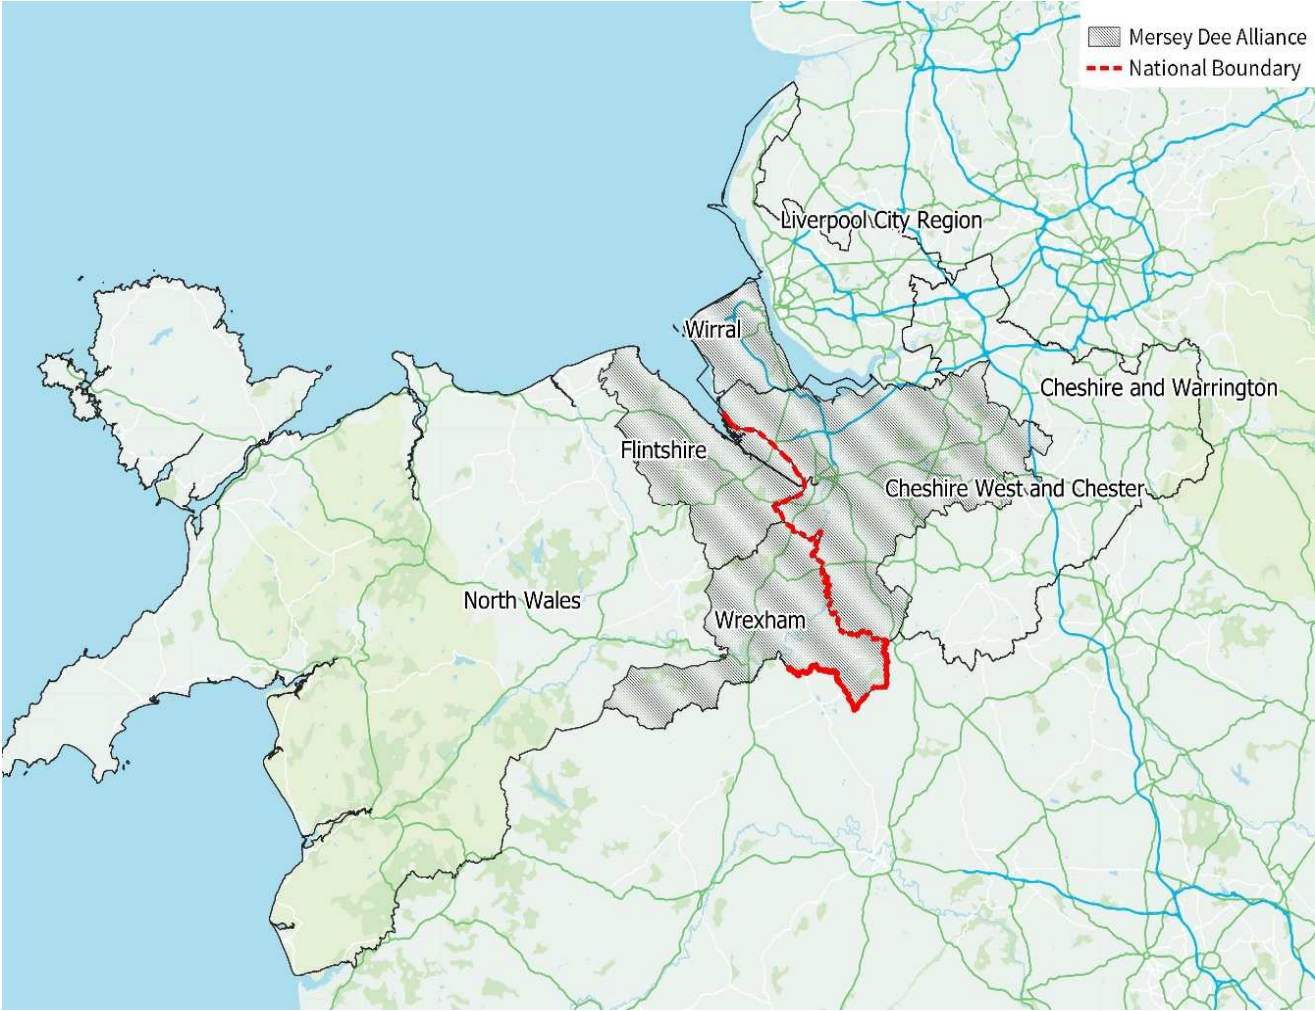 Mersey Dee Alliance
National Boundary
Liverpool City Region
Wirral
Cheshire and Warrington
Flintshire
Cheshire West and Chester
North Wales
Wrexham